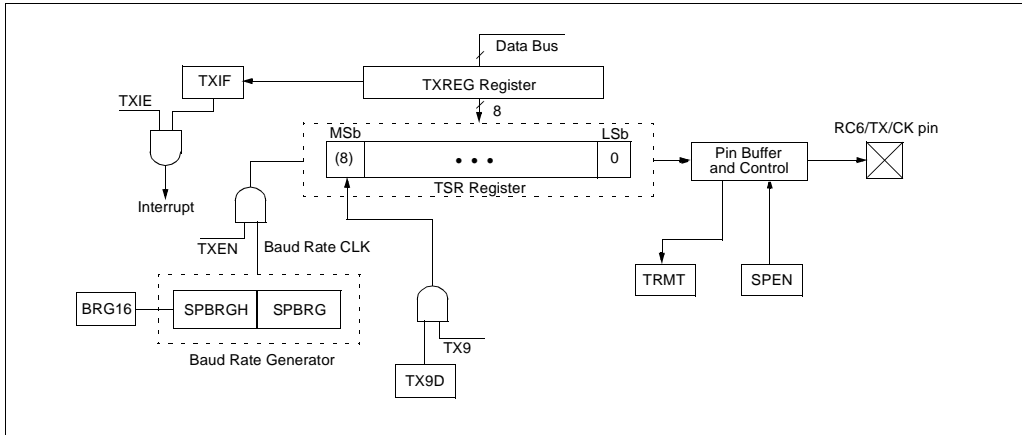 Data Bus
TXIF
TXREG Register
TXIE
8
MSb
LSb
RC6/TX/CK pin
(8)
• • •
0
Pin Buffer
and Control
TSR Register
Interrupt
TXEN
Baud Rate CLK
TRMT
SPEN
BRG16
SPBRGH
SPBRG
TX9
Baud Rate Generator
TX9D